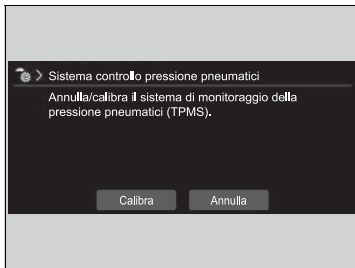 Sistema controllo pressione pneumatici
Annulla/calibra il sistema di monitoraggio della
pressione pneumatici (TPMS).
Calibra
Annulla